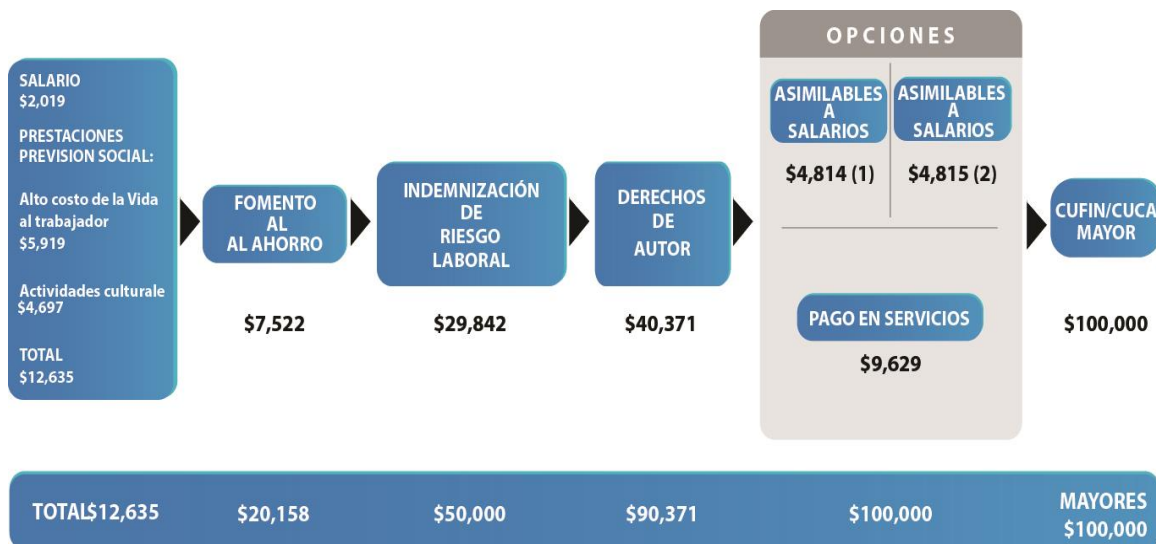 SALARIO
$2,019
PRESTACIONES
PREVISION SOCIAL:
Alto costo de la Vida
al trabajador
$5,919
Actividades culturale
$4,697
TOTAL
$12,635
FOMENTO
AL
AL AHORRO
$7,522
INDEMNIZACIÓN
DE
RIESGO
LABORAL
$29,842
DERECHOS
DE
AUTOR
$40,371
OPCIONES
ASIMILABLES
A
SALARIOS
$4,814 (1)
ASIMILABLES
A
SALARIOS
$4,815 (2)
PAGO EN SERVICIOS
$9,629
CUFIN/CUCA
MAYOR
$100,000
TOTAL$12,635
$20,158
$50,000
$90,371
$100,000
MAYORES
$100,000